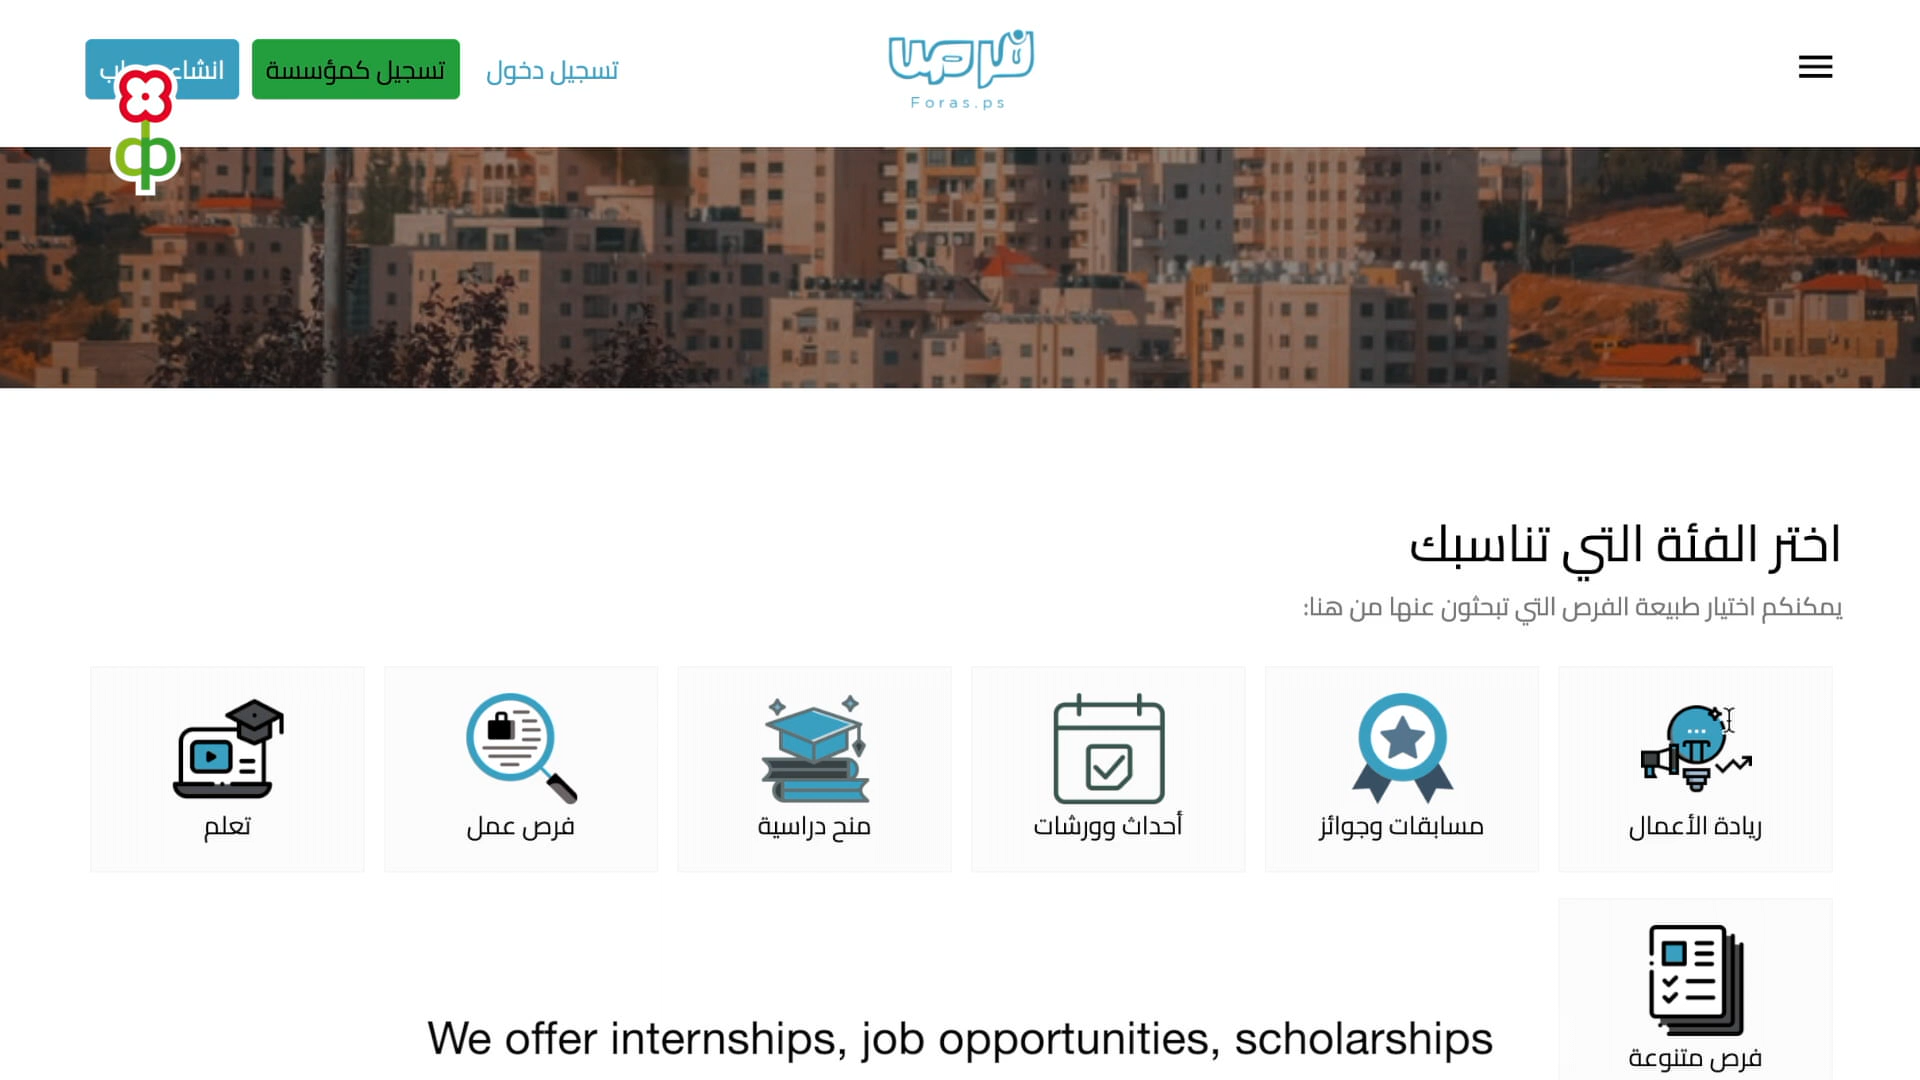 فرص
Foras.ps
تسجيل دخول
تسجيل كمؤسسة
انشاء
اختر الفئة التي تناسبك
يمكنكم اختيار طبيعة الفرص التي تبحثون عنها من هنا:
ريادة الأعمال
مسابقات وجوائز
أحداث وورشات
منح دراسية
فرص عمل
تعلم
فرص متنوعة
We offer internships, job opportunities, scholarships